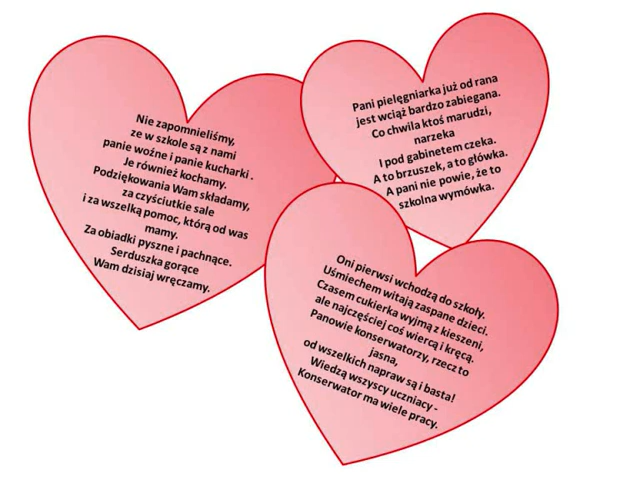 Nie zapomnieliśmy,
ze w szkole są z nami
panie woźne i panie kucharki .
Je również kochamy.
Podziękowania Wam składamy,
za czyściutkie sale
i za wszelką pomoc, którą od was
mamy.
Za obiadki pyszne i pachnące.
Serduszka gorące
Wam dzisiaj wręczamy.
Pani pielęgniarka już od rana
jest wciąż bardzo zabiegana.
Co chwila ktoś marudzi,
narzeka
I pod gabinetem czeka.
A to brzuszek, a to główka.
A pani nie powie, że to
szkolna wymówka.
Oni pierwsi wchodzą do szkoły.
Uśmiechem witają zaspane dzieci.
Czasem cukierka wyjmą z kieszeni,
ale najczęściej coś wiercą i kręcą.
Panowie konserwatorzy, rzecz to
jasna,
od wszelkich napraw są i basta!
Wiedzą wszyscy uczniacy -
Konserwator ma wiele pracy.